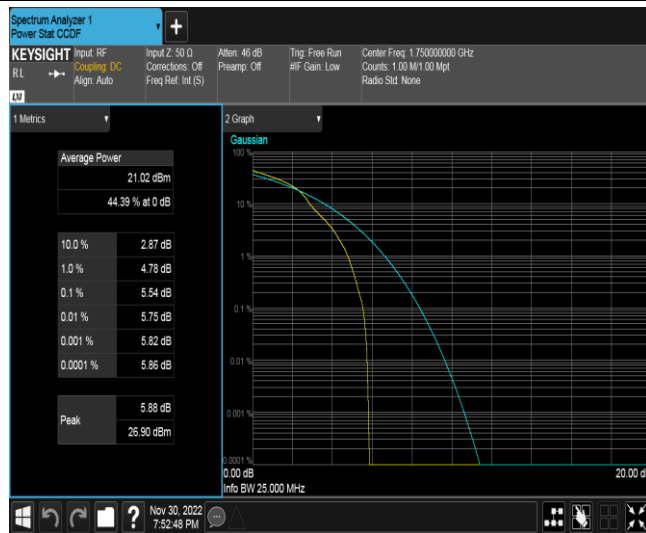 Spectrum Analyzer 1
Power Stat CCDF
+
KEYSIGHT
RL
LXI
Input: RF
Coupling: DC
Align: Auto
Input Z: 50 Ω
Corrections: Off
Freq Ref: Int (S)
Atten: 46 dB
Preamp: Off
Trig: Free Run
#IF Gain: Low
Center Freq: 1.750000000 GHz
Counts: 1.00 M/1.00 Mpt
Radio Std: None
1 Metrics
Average Power
21.02 dBm
44.39 % at 0 dB
10.0 % 2.87 dB
1.0 % 4.78 dB
0.1 % 5.54 dB
0.01 % 5.75 dB
0.001 % 5.82 dB
0.0001 % 5.86 dB
Peak
5.88 dB
26.90 dBm
2 Graph
Gaussian
100 %
10 %
1 %
0.1 %
0.01 %
0.001 %
0.0001 %
0.00 dB
20.00 d
Info BW 25.000 MHz
?
Nov 30, 2022
7:52:48 PM